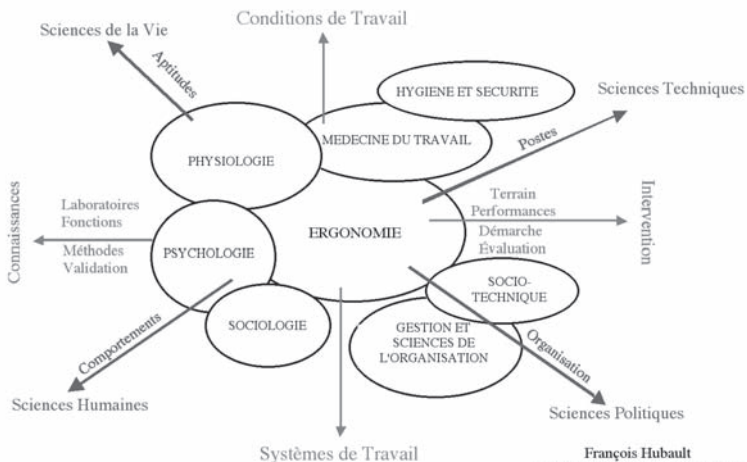 Conditions de Travail
Sciences de la Vie
Aptitudes
HYGIENE ET SECURITE
Sciences Techniques
MEDECINE DU TRAVAIL
Postes
PHYSIOLOGIE
Connaissances
Laboratoires
Fonctions
Méthodes
Validation
PSYCHOLOGIE
ERGONOMIE
Terrain
Performances
Démarche
Évaluation
Intervention
SOCIO-
TECHNIQUE
SOCIOLOGIE
GESTION ET
SCIENCES DE
L'ORGANISATION
Comportements
Organisation
Sciences Humaines
Sciences Politiques
Systèmes de Travail
François Hubault